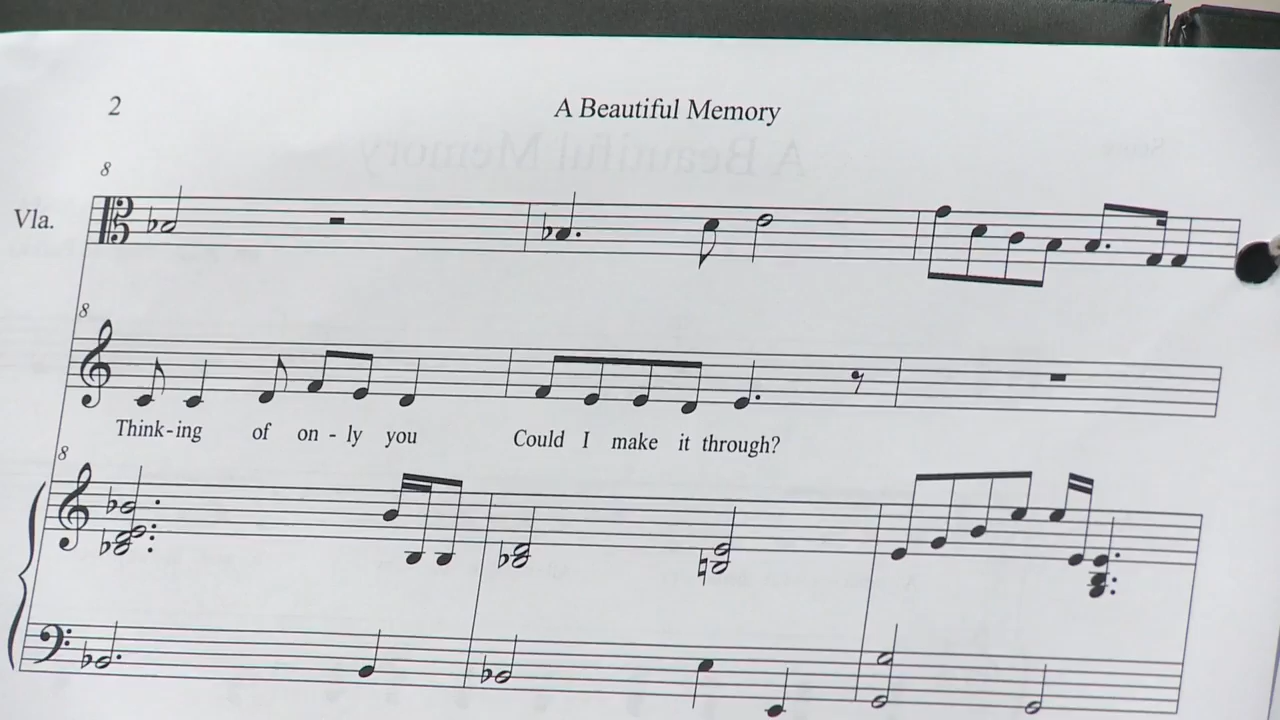 2
A Beautiful Memory
8
Vla.
8
Think-ing of on - ly you Could I make it through?
8